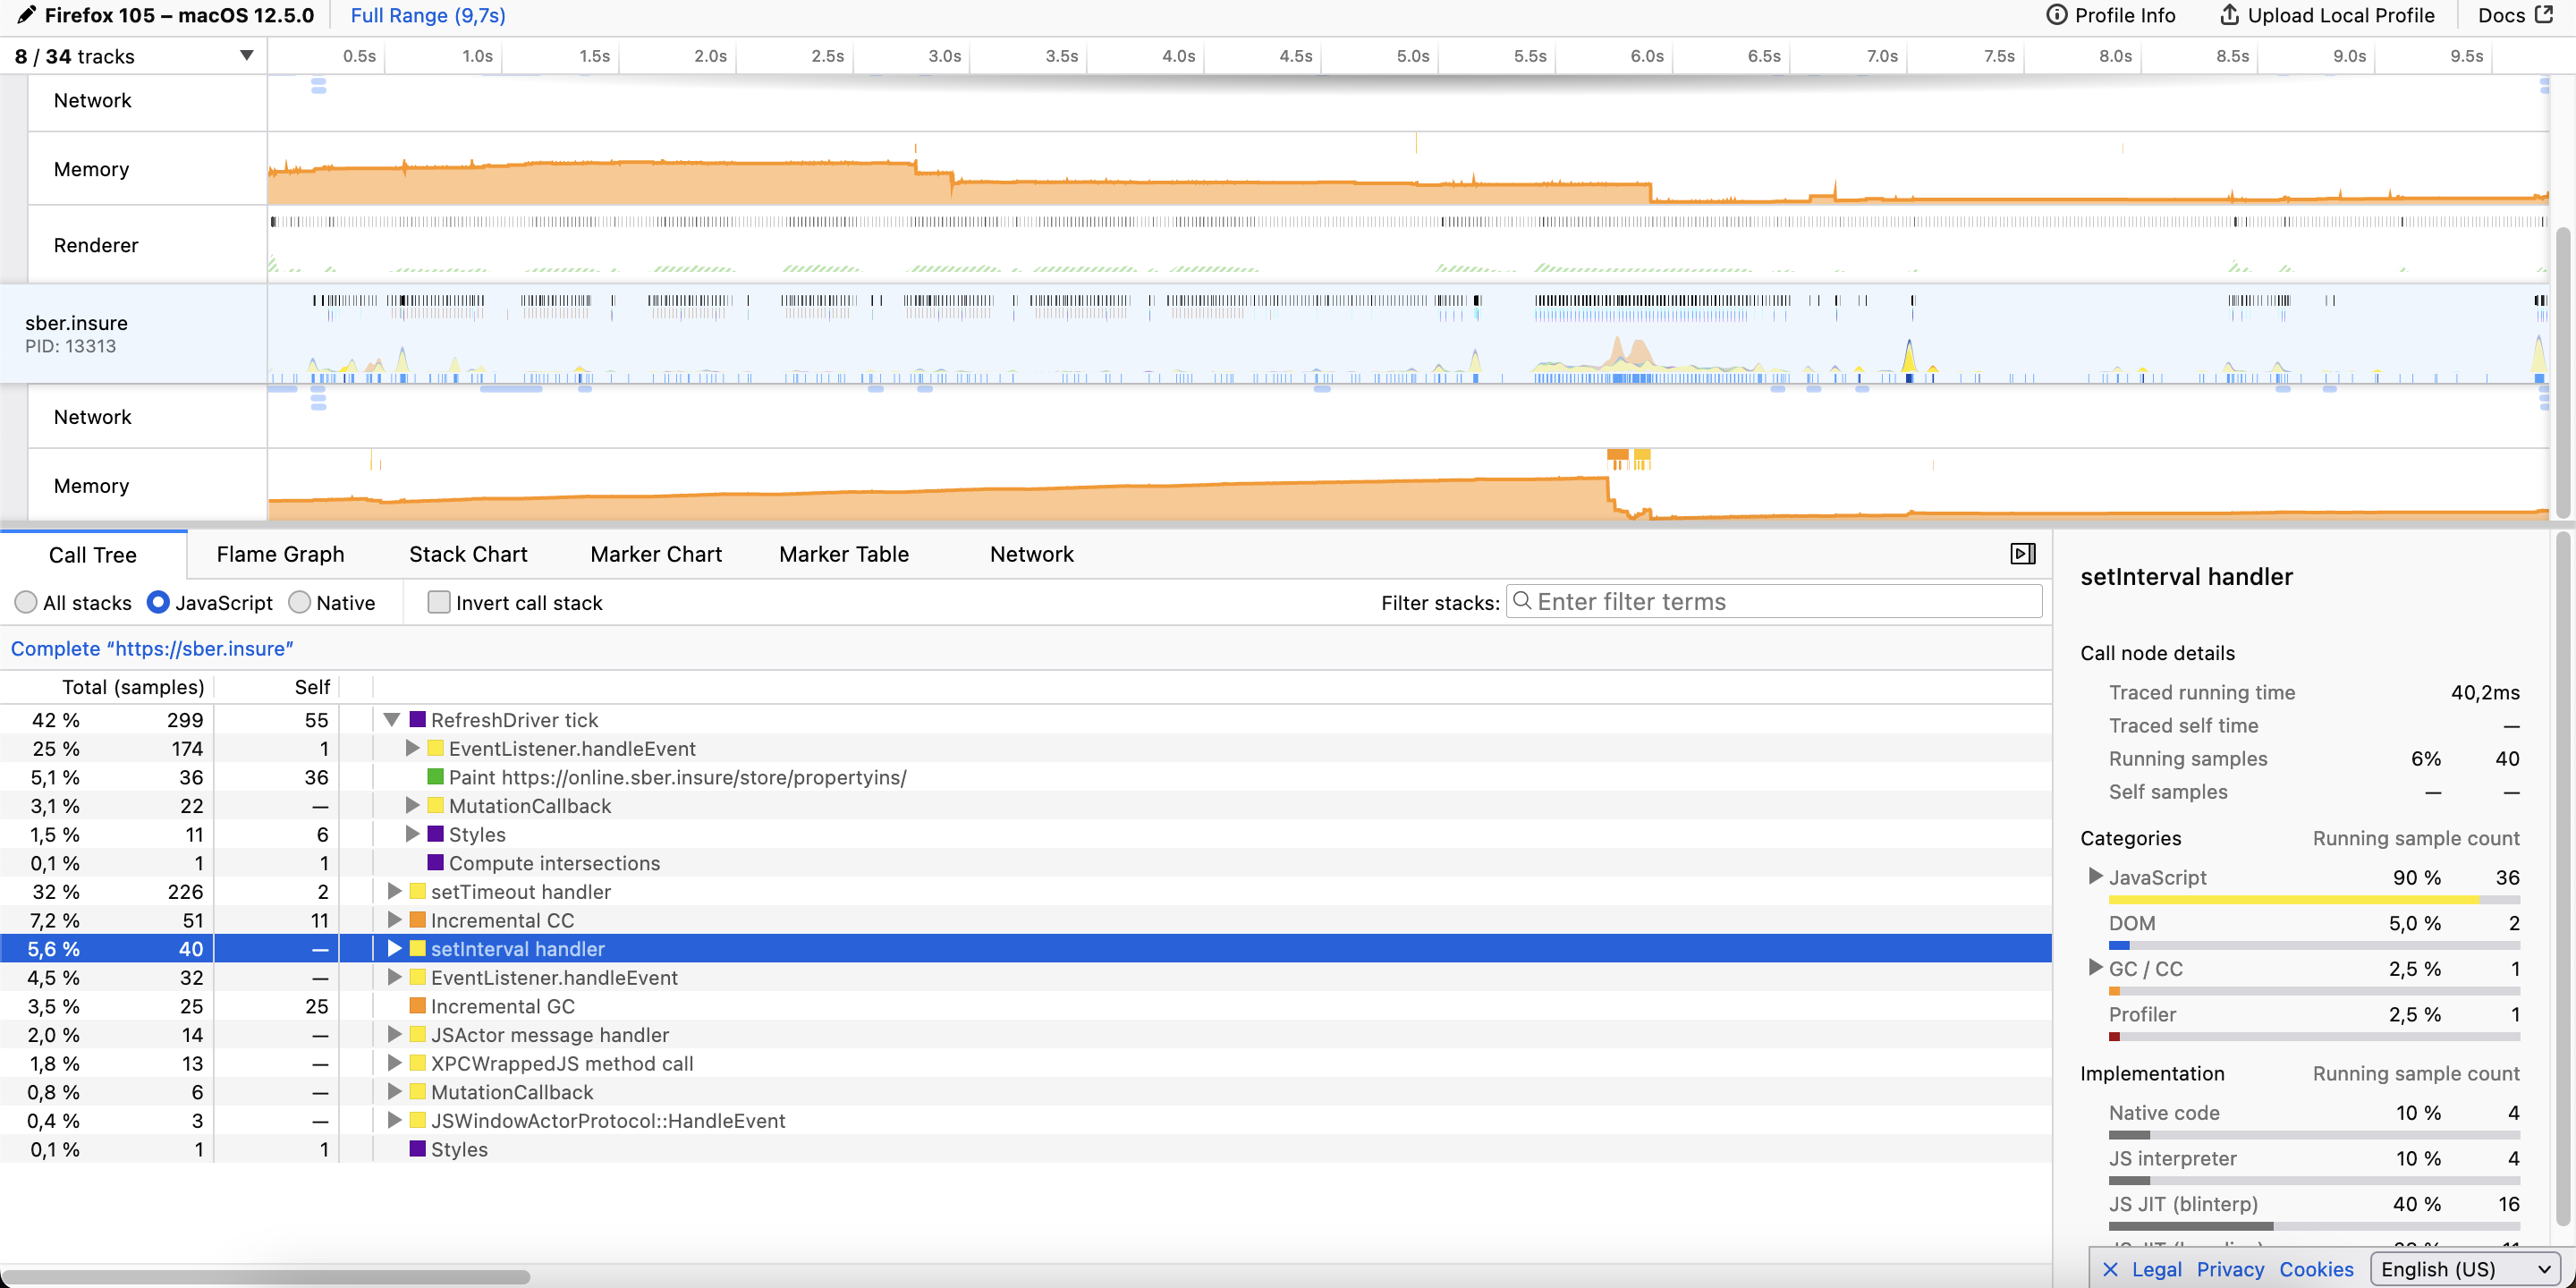 Firefox 105 – macOS 12.5.0 Full Range (9,7s) Profile Info Upload Local Profile Docs
8 / 34 tracks 0.5s 1.0s 1.5s 2.0s 2.5s 3.0s 3.5s 4.0s 4.5s 5.0s 5.5s 6.0s 6.5s 7.0s 7.5s 8.0s 8.5s 9.0s 9.5s
Network
Memory
Renderer
sber.insure
PID: 13313
Network
Memory
Call Tree Flame Graph Stack Chart Marker Chart Marker Table Network
All stacks JavaScript Native Invert call stack Filter stacks: Enter filter terms
Complete “https://sber.insure”
Total (samples) Self
42 % 299 55 RefreshDriver tick
25 % 174 1 EventListener.handleEvent
5,1 % 36 36 Paint https://online.sber.insure/store/propertyins/
3,1 % 22 — MutationCallback
1,5 % 11 6 Styles
0,1 % 1 1 Compute intersections
32 % 226 2 setTimeout handler
7,2 % 51 11 Incremental CC
5,6 % 40 — setInterval handler
4,5 % 32 — EventListener.handleEvent
3,5 % 25 25 Incremental GC
2,0 % 14 — JSActor message handler
1,8 % 13 — XPCWrappedJS method call
0,8 % 6 — MutationCallback
0,4 % 3 — JSWindowActorProtocol::HandleEvent
0,1 % 1 1 Styles
setInterval handler
Call node details
Traced running time 40,2ms
Traced self time —
Running samples 6% 40
Self samples — —
Categories Running sample count
JavaScript 90 % 36
DOM 5,0 % 2
GC / CC 2,5 % 1
Profiler 2,5 % 1
Implementation Running sample count
Native code 10 % 4
JS interpreter 10 % 4
JS JIT (blinterp) 40 % 16
Legal Privacy Cookies English (US)